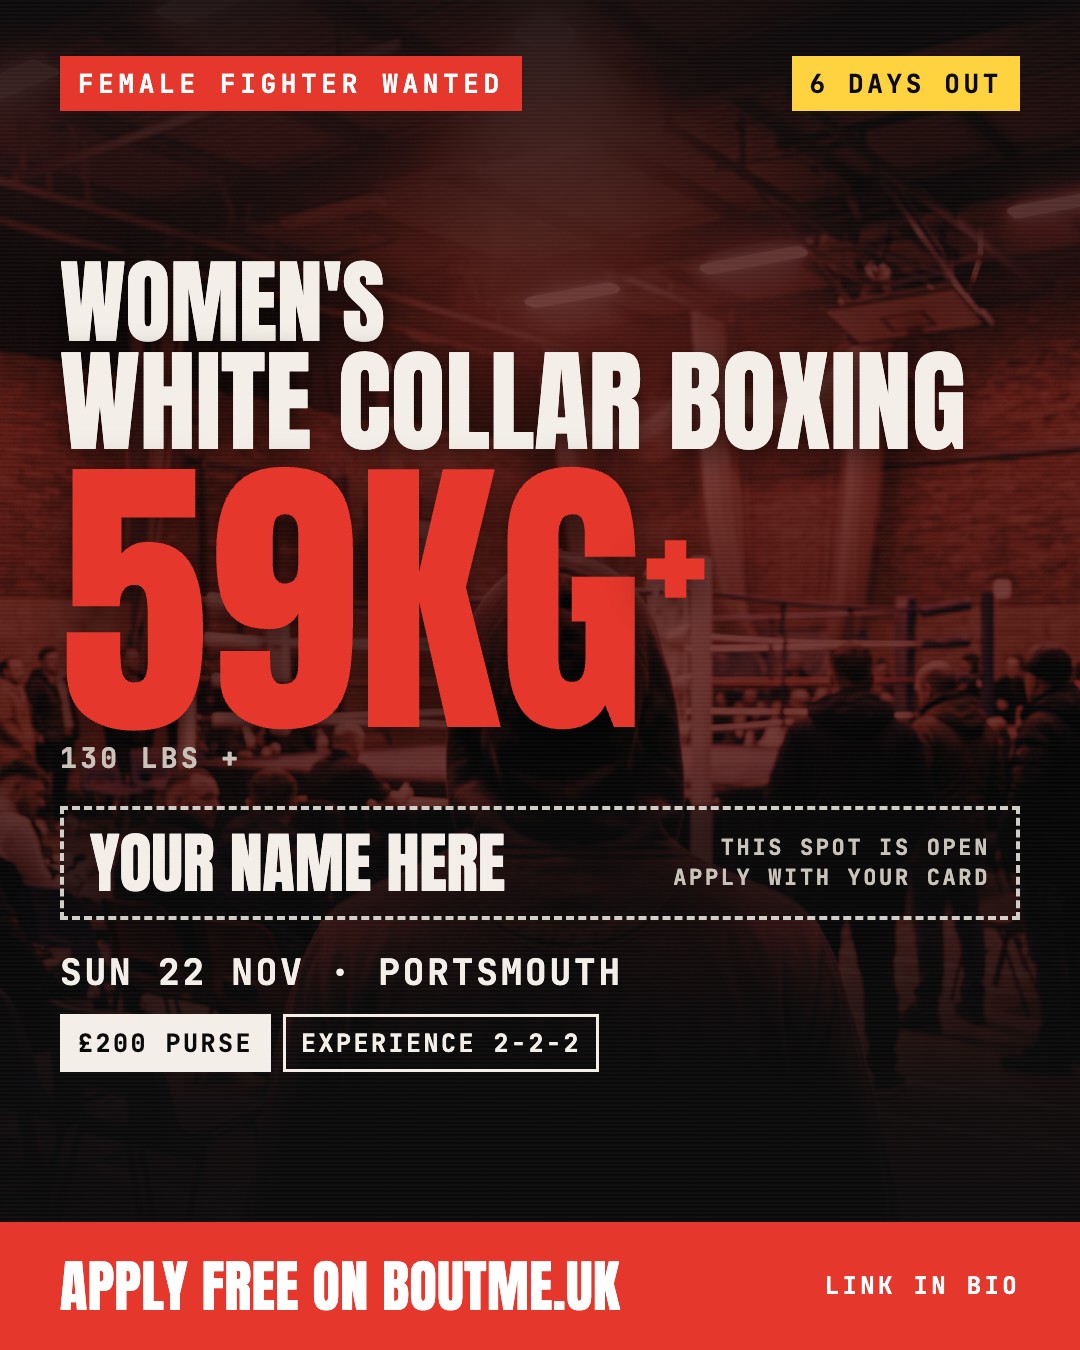 FEMALE FIGHTER WANTED
6 DAYS OUT
WOMEN'S
WHITE COLLAR BOXING
59KG+
130 LBS +
YOUR NAME HERE
THIS SPOT IS OPEN
APPLY WITH YOUR CARD
SUN 22 NOV · PORTSMOUTH
£200 PURSE
EXPERIENCE 2-2-2
APPLY FREE ON BOUTME.UK
LINK IN BIO